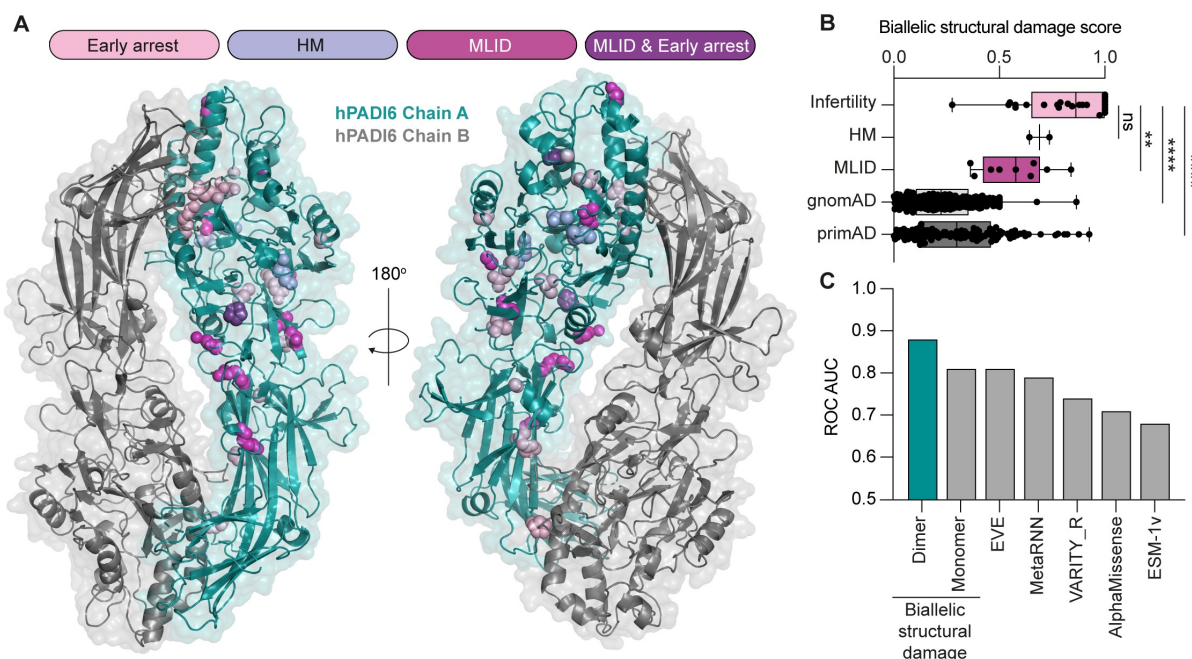 A
Early arrest
HM
MLID
MLID & Early arrest
hPADI6 Chain A
hPADI6 Chain B
180º
B
Biallelic structural damage score
0.0 0.5 1.0
Infertility
HM
MLID
gnomAD
primAD
ns
**
****
C
1.0
0.9
0.8
0.7
0.6
0.5
ROC AUC
Dimer
Monomer
EVE
MetaRNN
VARITY_R
AlphaMissense
ESM-1v
Biallelic
structural
damage